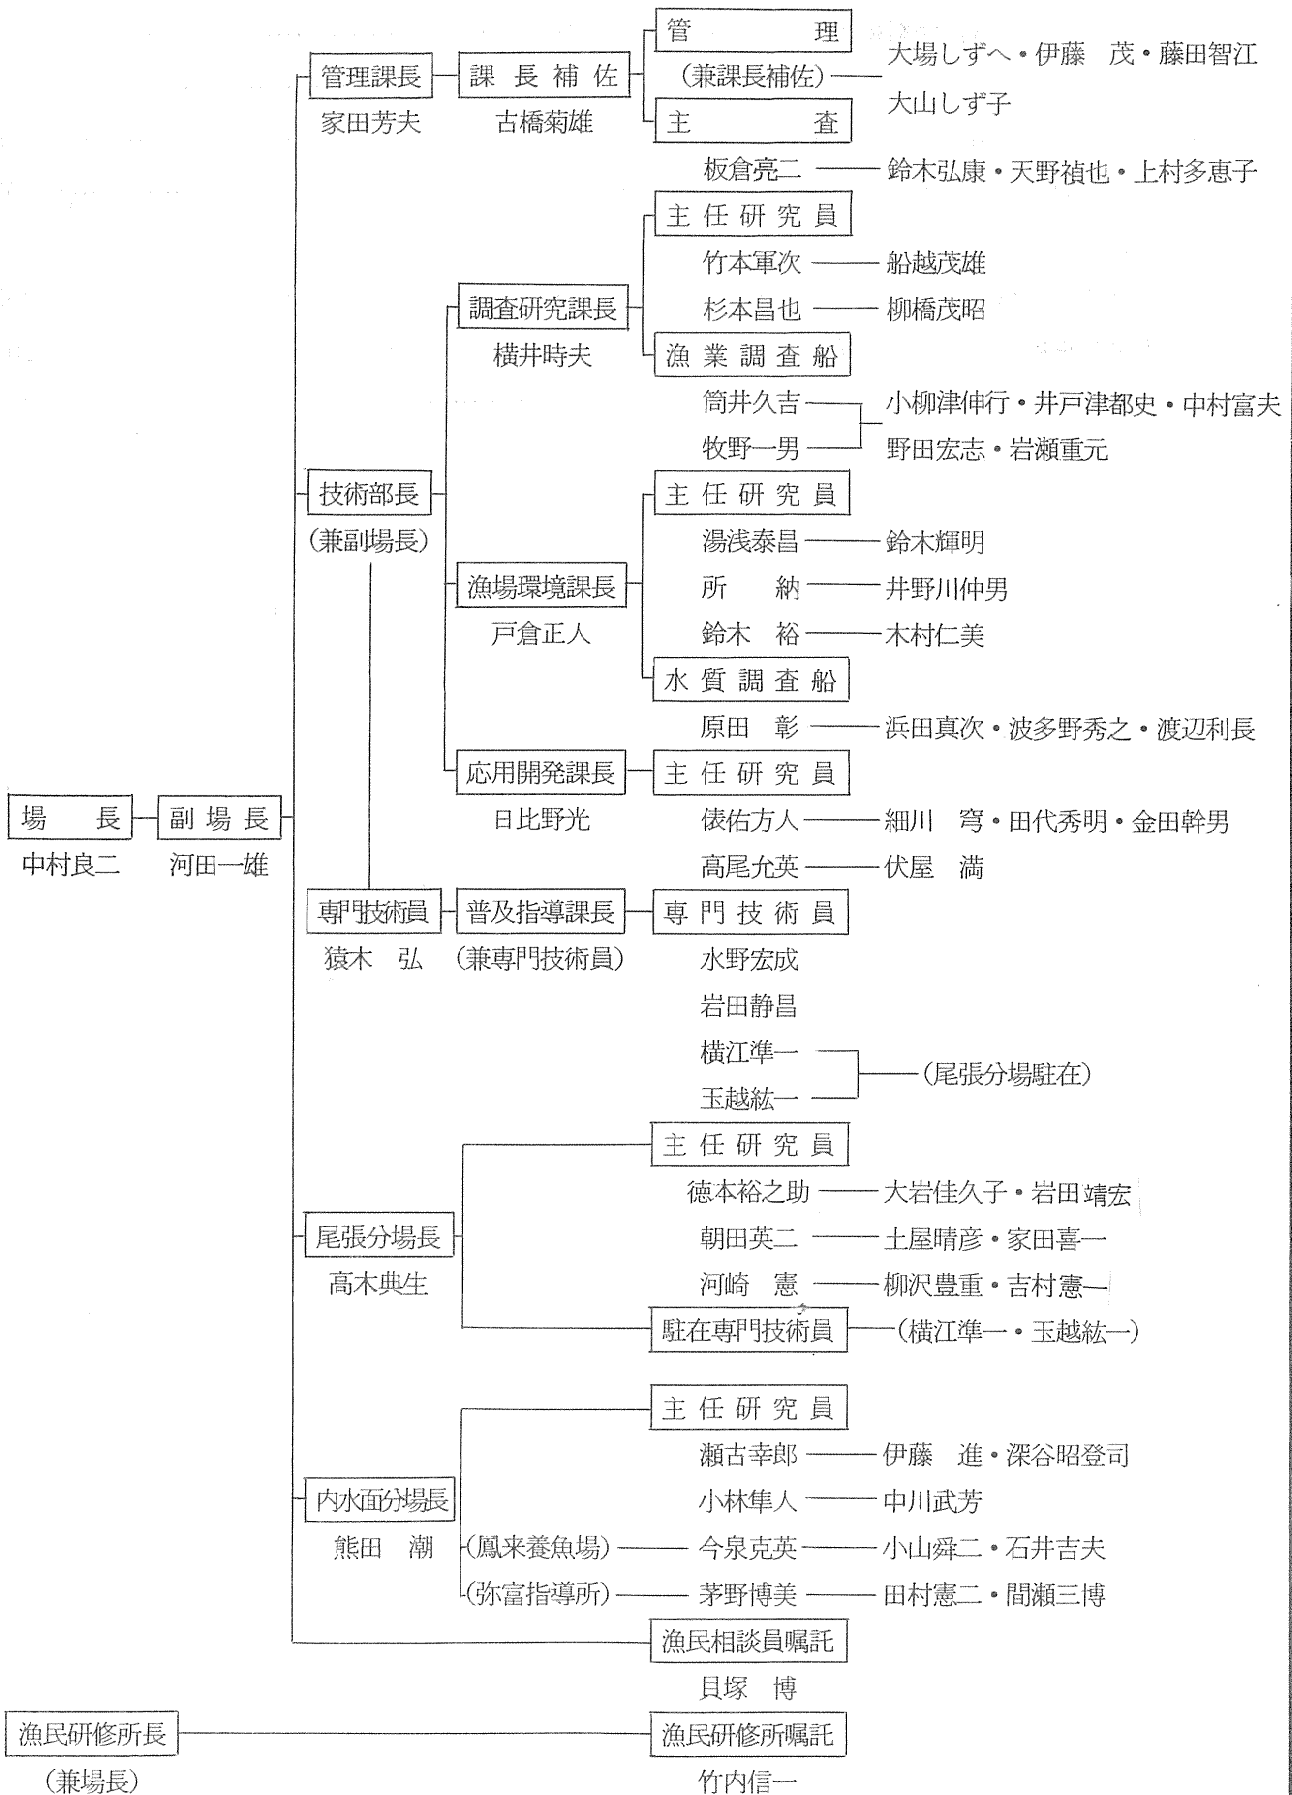 管理
大場しずへ・伊藤 茂・藤田智江
管理課長 課長補佐 (兼課長補佐)
大山しず子
家田芳夫 古橋菊雄 主査
板倉亮二 鈴木弘康・天野禎也・上村多恵子
主任研究員
竹本軍次 船越茂雄
調査研究課長 杉本昌也 柳橋茂昭
横井時夫 漁業調査船
筒井久吉 小柳津伸行・井戸津都史・中村富夫
牧野一男 野田宏志・岩瀬重元
技術部長 主任研究員
(兼副場長) 湯浅泰昌 鈴木輝明
漁場環境課長 所 納 井野川仲男
戸倉正人 鈴木 裕 木村仁美
水質調査船
原田 彰 浜田真次・波多野秀之・渡辺利長
応用開発課長 主任研究員
場長 副場長 日比野光 俵佑方人 細川 穹・田代秀明・金田幹男
中村良二 河田一雄 高尾允英 伏屋 満
専門技術員 普及指導課長 専門技術員
猿木 弘 (兼専門技術員) 水野宏成
岩田静昌
横江準一
(尾張分場駐在)
玉越紘一
主任研究員
徳本裕之助 大岩佳久子・岩田靖宏
尾張分場長 朝田英二 土屋晴彦・家田喜一
高木典生 河崎 憲 柳沢豊重・吉村憲一
駐在専門技術員 (横江準一・玉越紘一)
主任研究員
瀬古幸郎 伊藤 進・深谷昭登司
内水面分場長 小林隼人 中川武芳
熊田 潮 (鳳来養魚場) 今泉克英 小山舜二・石井吉夫
(弥富指導所) 茅野博美 田村憲二・間瀬三博
漁民相談員嘱託
貝塚 博
漁民研修所長 漁民研修所嘱託
(兼場長) 竹内信一